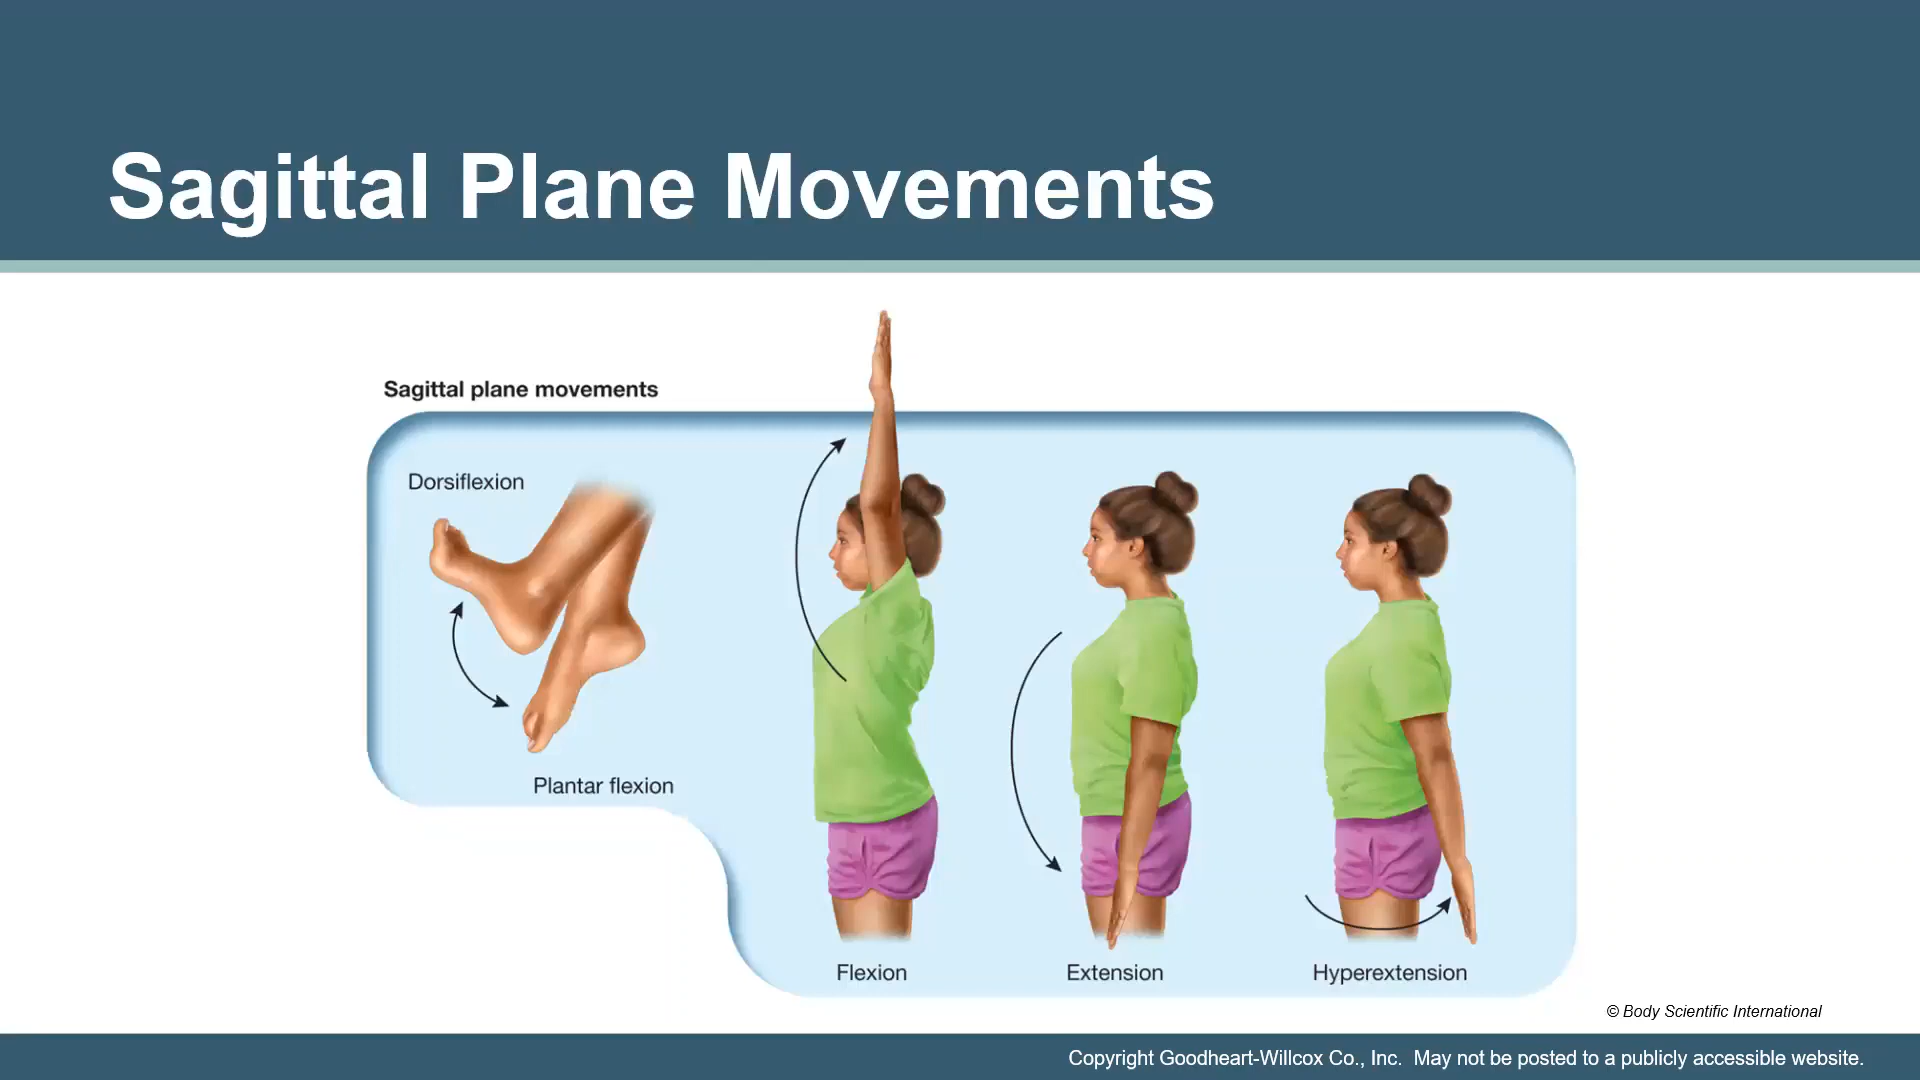 Sagittal Plane Movements
Sagittal plane movements
Dorsiflexion
Plantar flexion
Flexion
Extension
Hyperextension
© Body Scientific International
Copyright Goodheart-Willcox Co., Inc.  May not be posted to a publicly accessible website.